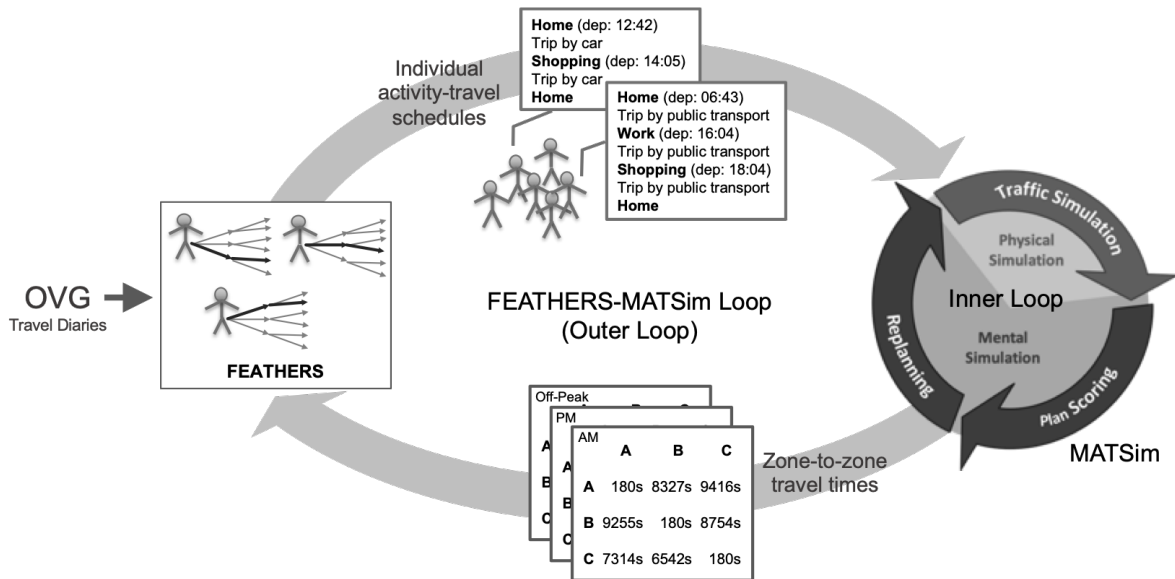 Home (dep: 12:42)
Trip by car
Shopping (dep: 14:05)
Trip by car
Home
Individual
activity-travel
schedules
Home (dep: 06:43)
Trip by public transport
Work (dep: 16:04)
Trip by public transport
Shopping (dep: 18:04)
Trip by public transport
Home
OVG
Travel Diaries
FEATHERS
FEATHERS-MATSim Loop
(Outer Loop)
Traffic Simulation
Physical
Simulation
Inner Loop
Mental
Simulation
Replanning
Plan Scoring
MATSim
Zone-to-zone
travel times
Off-Peak
A
B
C
PM
A
B
C
AM
A B C
A 180s 8327s 9416s
B 9255s 180s 8754s
C 7314s 6542s 180s